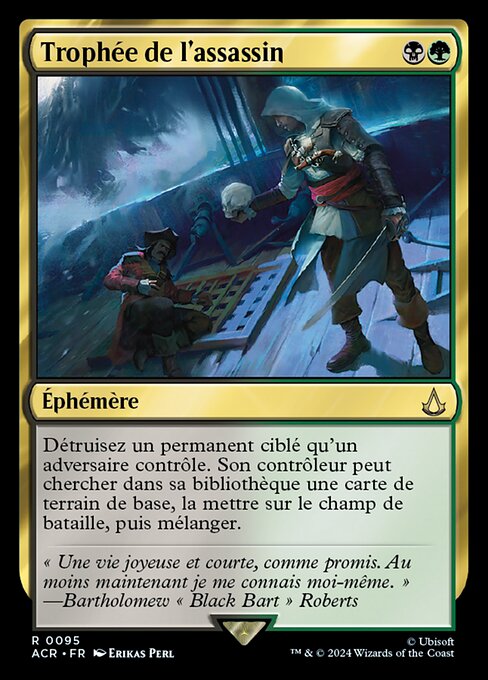 Trophée de l'assassin
Éphémère
Détruisez un permanent ciblé qu'un
adversaire contrôle. Son contrôleur peut
chercher dans sa bibliothèque une carte de
terrain de base, la mettre sur le champ de
bataille, puis mélanger.
« Une vie joyeuse et courte, comme promis. Au
moins maintenant je me connais moi-même. »
—Bartholomew « Black Bart » Roberts
R 0095
ACR • FR Erikas Perl
© Ubisoft
™ & © 2024 Wizards of the Coast